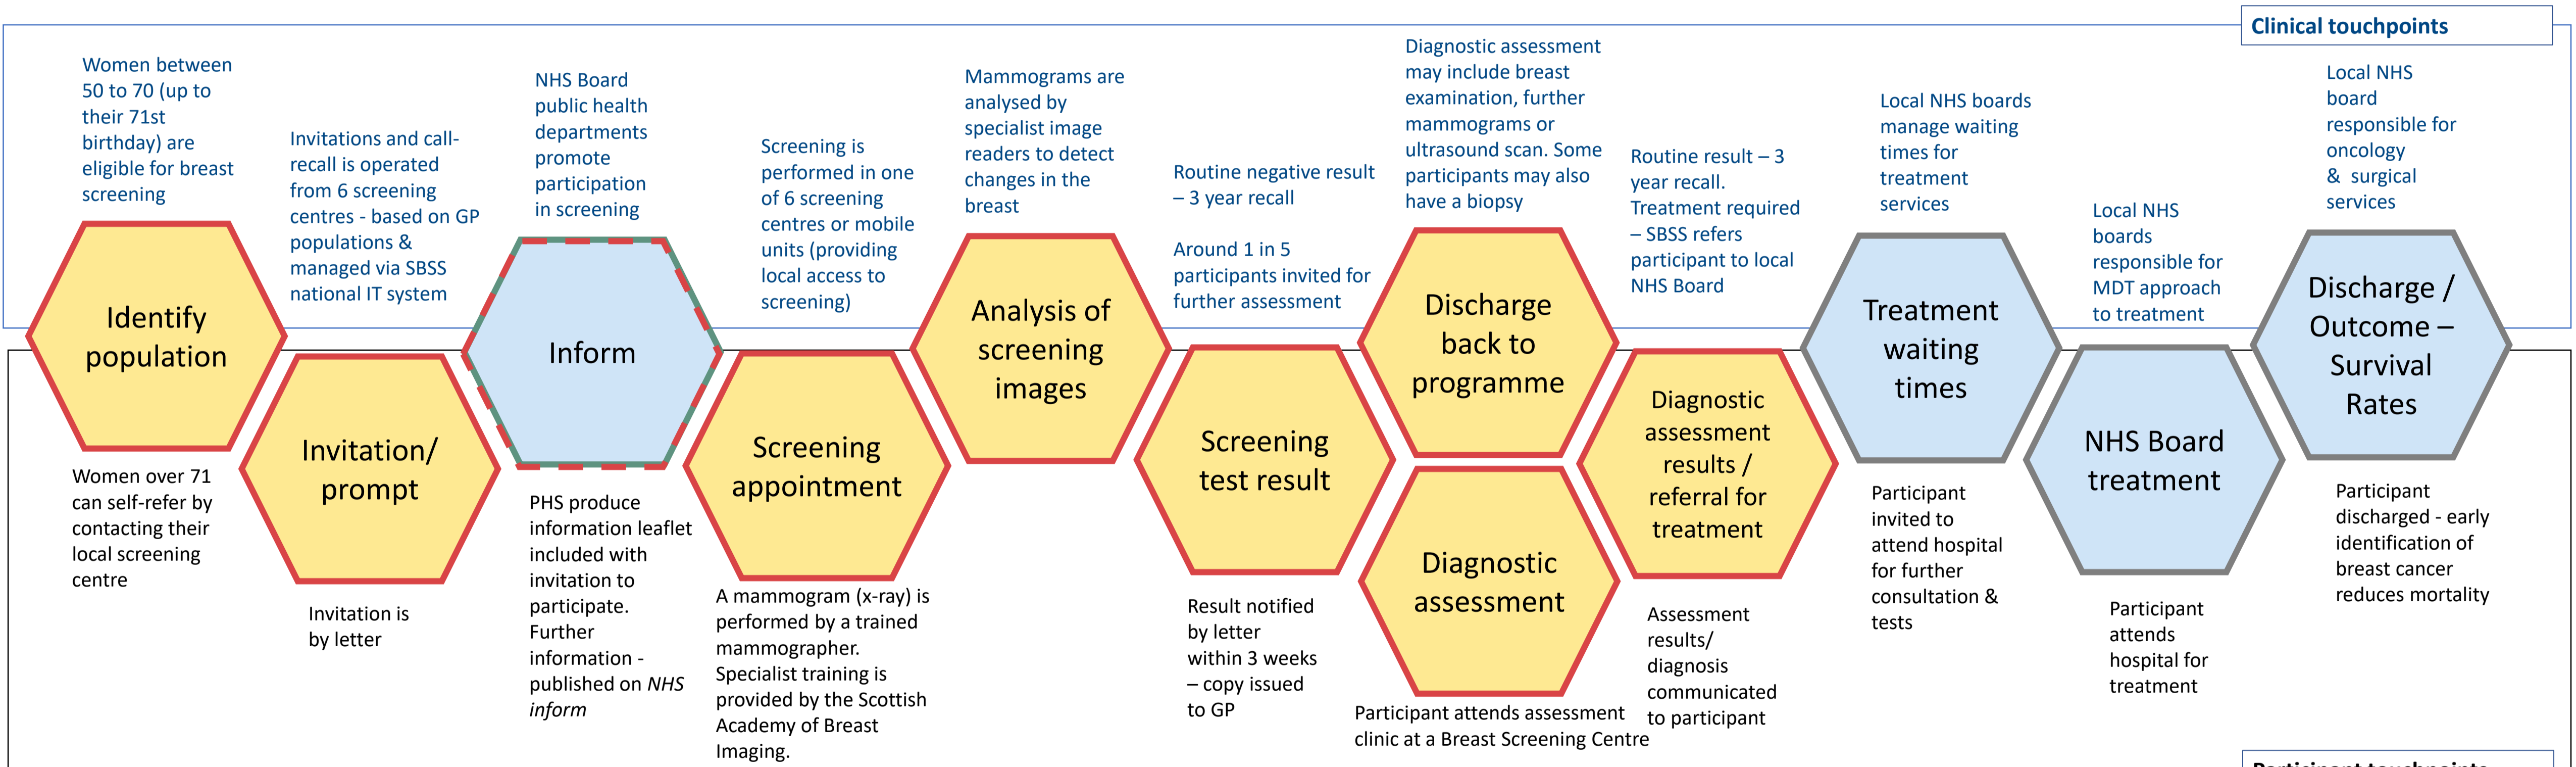 Clinical touchpoints
Women between
50 to 70 (up to
their 71st
birthday) are
eligible for breast
screening
Invitations and call-
recall is operated
from 6 screening
centres - based on GP
populations &
managed via SBSS
national IT system
NHS Board
public health
departments
promote
participation
in screening
Screening is
performed in one
of 6 screening
centres or mobile
units (providing
local access to
screening)
Mammograms are
analysed by
specialist image
readers to detect
changes in the
breast
Routine negative result
– 3 year recall
Around 1 in 5
participants invited for
further assessment
Diagnostic assessment
may include breast
examination, further
mammograms or
ultrasound scan. Some
participants may also
have a biopsy
Routine result – 3
year recall.
Treatment required
– SBSS refers
participant to local
NHS Board
Local NHS boards
manage waiting
times for
treatment
services
Local NHS
boards
responsible for
MDT approach
to treatment
Local NHS
board
responsible for
oncology
& surgical
services
Identify
population
Invitation/
prompt
Inform
Screening
appointment
Analysis of
screening
images
Screening
test result
Discharge
back to
programme
Diagnostic
assessment
Diagnostic
assessment
results /
referral for
treatment
Treatment
waiting
times
NHS Board
treatment
Discharge /
Outcome –
Survival
Rates
Women over 71
can self-refer by
contacting their
local screening
centre
Invitation is
by letter
PHS produce
information leaflet
included with
invitation to
participate.
Further
information -
published on NHS
inform
A mammogram (x-ray) is
performed by a trained
mammographer.
Specialist training is
provided by the Scottish
Academy of Breast
Imaging.
Result notified
by letter
within 3 weeks
– copy issued
to GP
Participant attends assessment
clinic at a Breast Screening Centre
Assessment
results/
diagnosis
communicated
to participant
Participant
invited to
attend hospital
for further
consultation &
tests
Participant
attends
hospital for
treatment
Participant
discharged - early
identification of
breast cancer
reduces mortality
Participant touchpoints